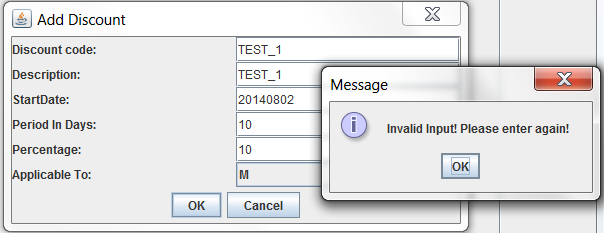 Add Discount
Discount code: TEST_1
Description: TEST_1
StartDate: 20140802
Period In Days: 10
Percentage: 10
Applicable To: M
OK Cancel
Message
Invalid Input! Please enter again!
OK